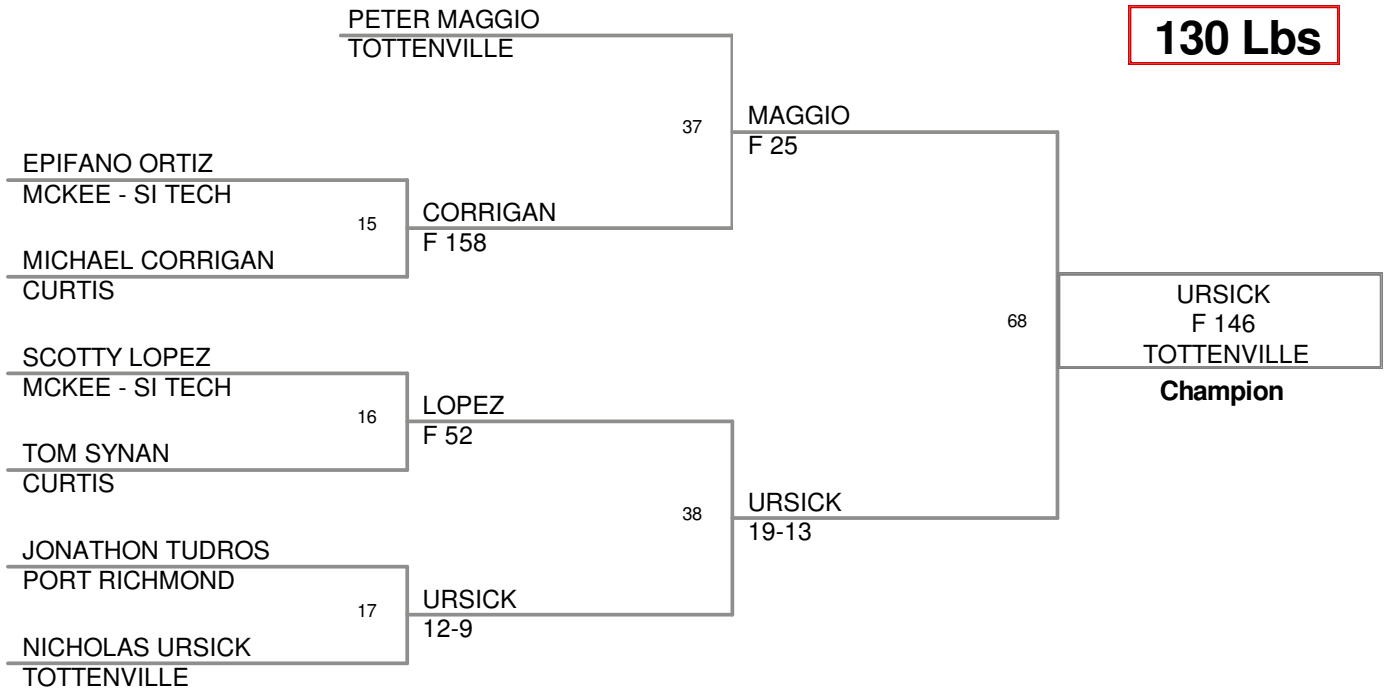 PETER MAGGIO
TOTTENVILLE
130 Lbs
37
MAGGIO
F 25
EPIFANO ORTIZ
MCKEE - SI TECH
15
CORRIGAN
F 158
MICHAEL CORRIGAN
CURTIS
68
URSICK
F 146
TOTTENVILLE
Champion
SCOTTY LOPEZ
MCKEE - SI TECH
16
LOPEZ
F 52
TOM SYNAN
CURTIS
38
URSICK
19-13
JONATHON TUDROS
PORT RICHMOND
17
URSICK
12-9
NICHOLAS URSICK
TOTTENVILLE